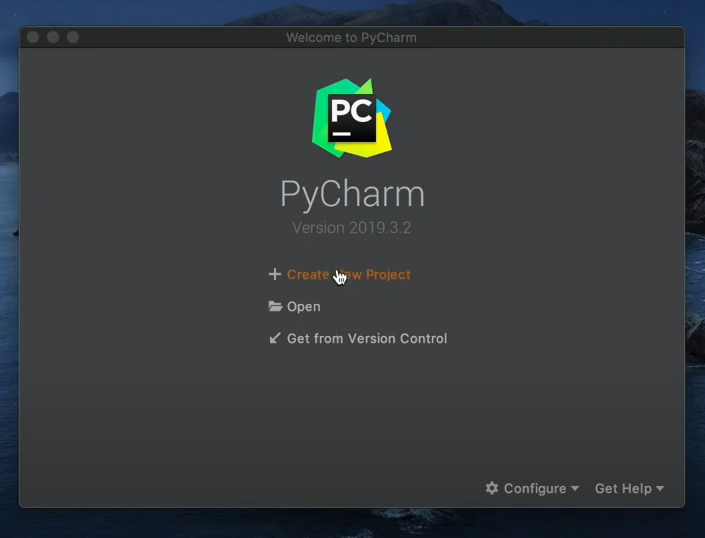 Welcome to PyCharm
PC
PyCharm
Version 2019.3.2
Create New Project
Open
Get from Version Control
Configure
Get Help